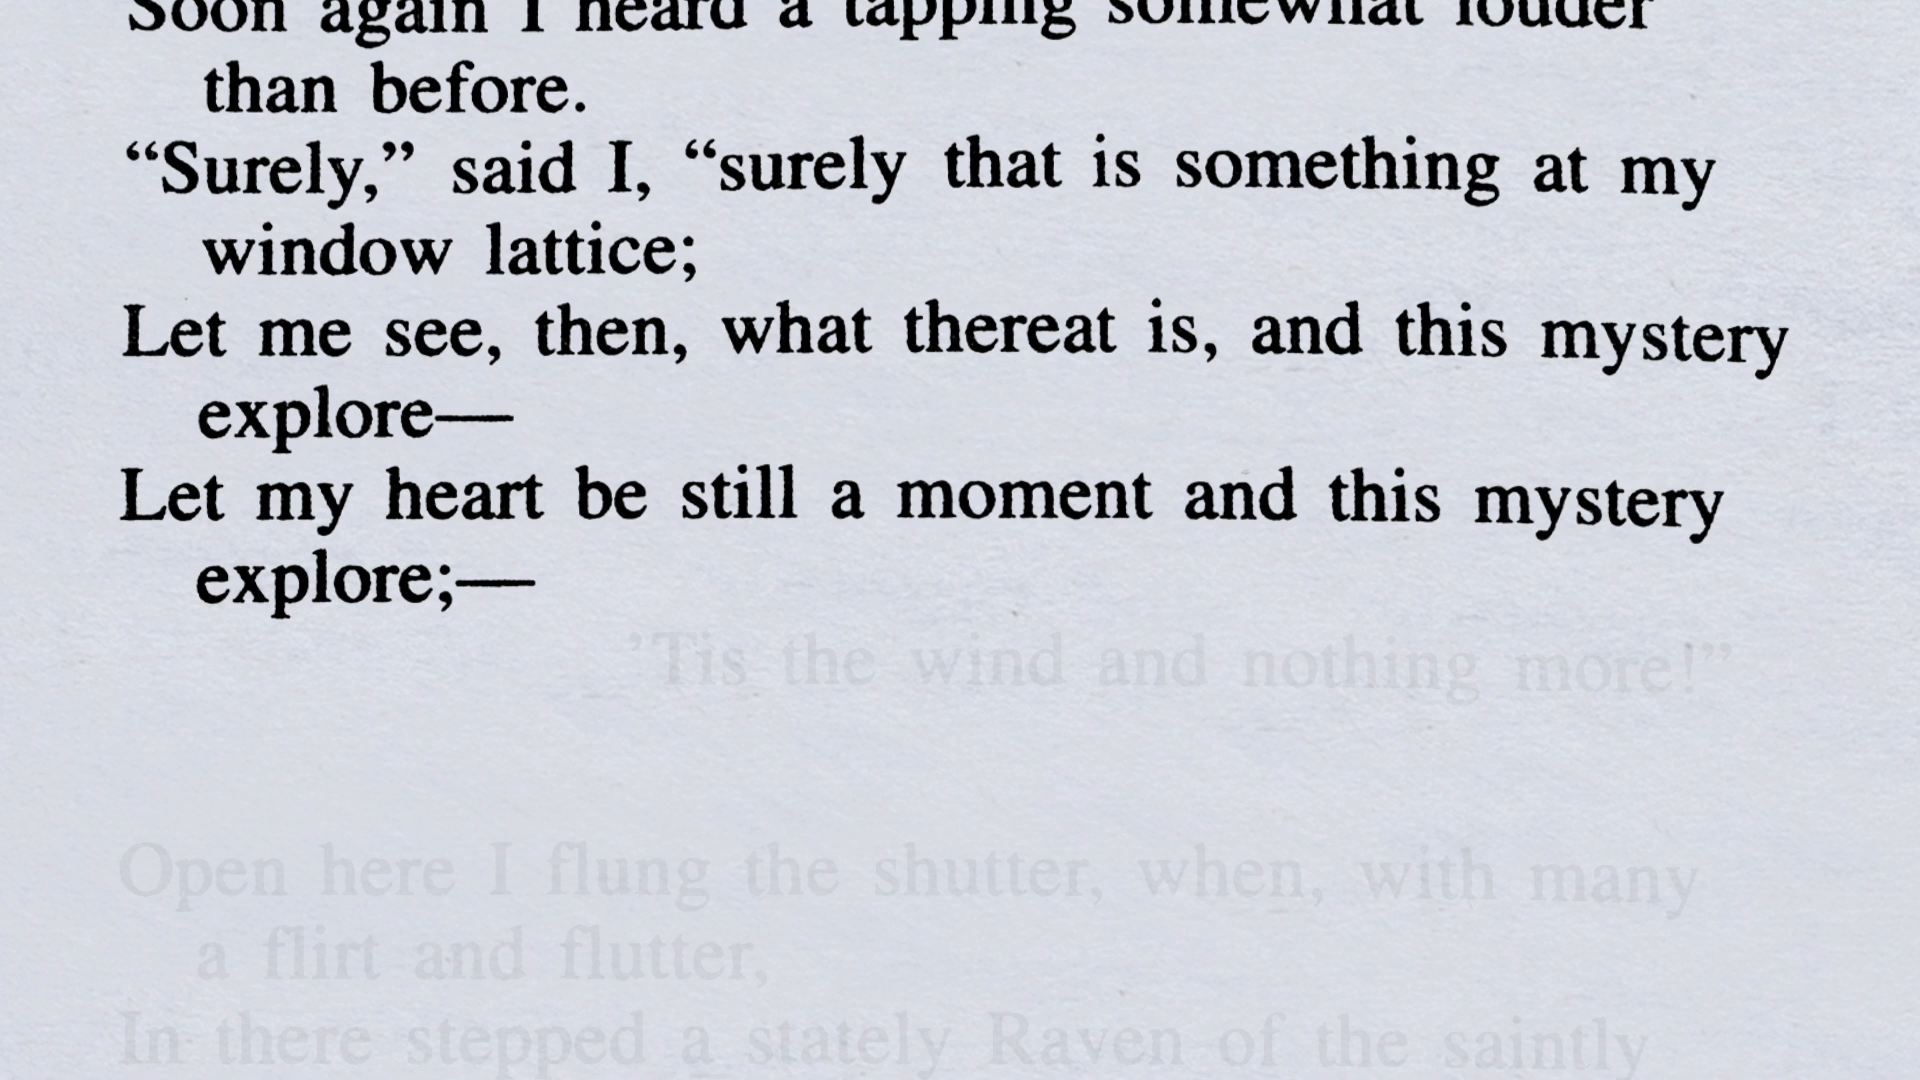 Soon again I heard a tapping somewhat louder
than before.
“Surely,” said I, “surely that is something at my
window lattice;
Let me see, then, what thereat is, and this mystery
explore—
Let my heart be still a moment and this mystery
explore;—
’Tis the wind and nothing more!”
Open here I flung the shutter, when, with many
a flirt and flutter,
In there stepped a stately Raven of the saintly